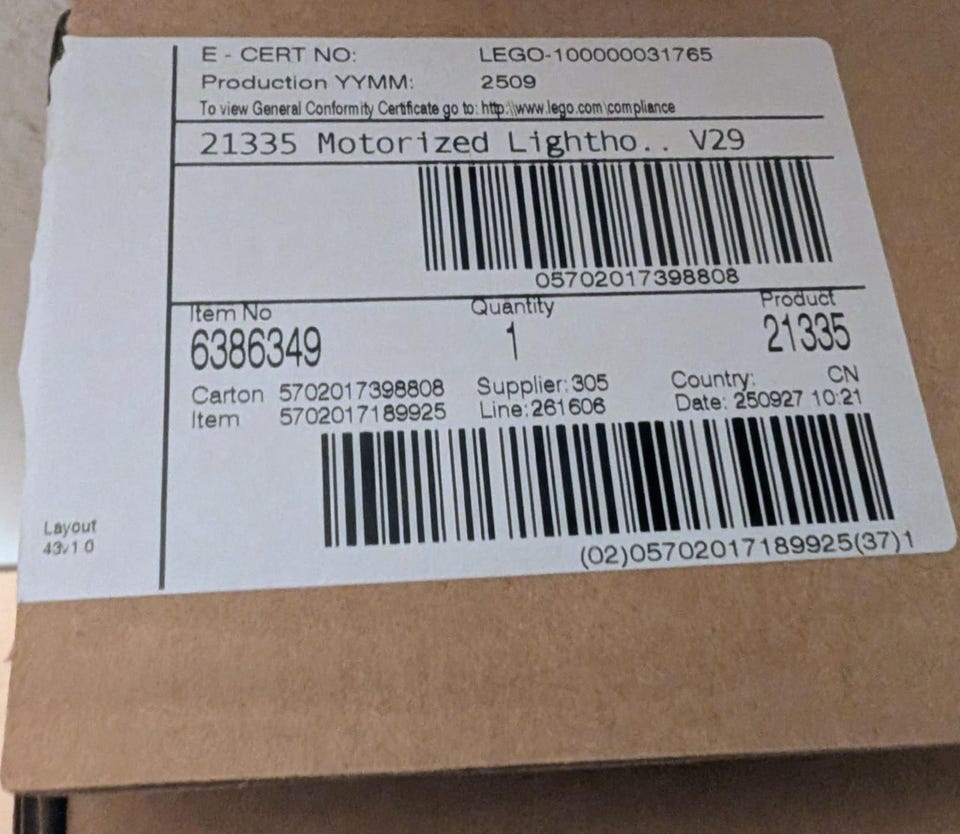 E - CERT NO: LEGO-100000031765
Production YYMM: 2509
To view General Conformity Certificate go to: http:\\www.lego.com\compliance
21335 Motorized Lightho.. V29
05702017398808
Item No Quantity Product
6386349 1 21335
Carton 5702017398808 Supplier: 305 Country: CN
Item 5702017189925 Line: 261606 Date: 250927 10:21
(02)05702017189925(37)1
Layout
43v1.0